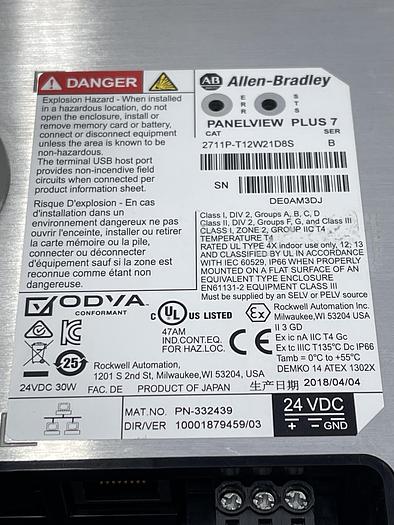 DANGER
Explosion Hazard - When installed
in a hazardous location, do not
open the enclosure, install or
remove memory card or battery,
connect or disconnect equipment
unless the area is known to be
non-hazardous.
The terminal USB host port
provides non-incendive field
circuits when connected per
product information sheet.
Risque D'explosion - En cas
d'installation dans un
environnement dangereux ne pas
ouvrir l'enceinte, installer ou retirer
la carte mémoire ou la pile,
connecter ou déconnecter
équipement sauf si la zone est
reconnue comme étant non
dangereuse.
AB Allen-Bradley
ERR STS
PANELVIEW PLUS 7
CAT SER
2711P-T12W21D8S B
SN
DE0AM3DJ
Class I, DIV 2, Groups A, B, C, D
Class II, DIV 2, Groups F, G, and Class III
CLASS I, ZONE 2, GROUP IIC T4
TEMPERATURE T4
RATED UL TYPE 4X indoor use only, 12; 13
AND CLASSIFIED BY UL IN ACCORDANCE
WITH IEC 60529, IP66 WHEN PROPERLY
MOUNTED ON A FLAT SURFACE OF AN
EQUIVALENT TYPE ENCLOSURE
EN61131-2 EQUIPMENT CLASS III
Must be supplied by an SELV or PELV source
ODVA
CONFORMANT
C UL US LISTED
47AM
IND.CONT.EQ.
FOR HAZ.LOC.
Ex
CE
Rockwell Automation Inc.
Milwaukee, WI 53204 USA
II 3 GD
Ex ic nA IIC T4 Gc
Ex tc IIIC T135°C Dc IP66
Tamb = 0°C to +55°C
DEMKO 14 ATEX 1302X
25
Rockwell Automation,
1201 S 2nd St, Milwaukee,WI 53204, USA
24VDC 30W FAC. DE PRODUCT OF JAPAN 生产日期 2018/04/04
MAT.NO. PN-332439
DIR/VER 10001879459/03
24 VDC
+ − GND